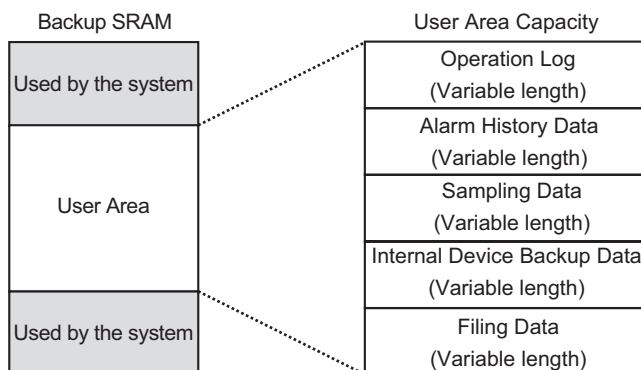 Backup SRAM
Used by the system
User Area
Used by the system
User Area Capacity
Operation Log
(Variable length)
Alarm History Data
(Variable length)
Sampling Data
(Variable length)
Internal Device Backup Data
(Variable length)
Filing Data
(Variable length)